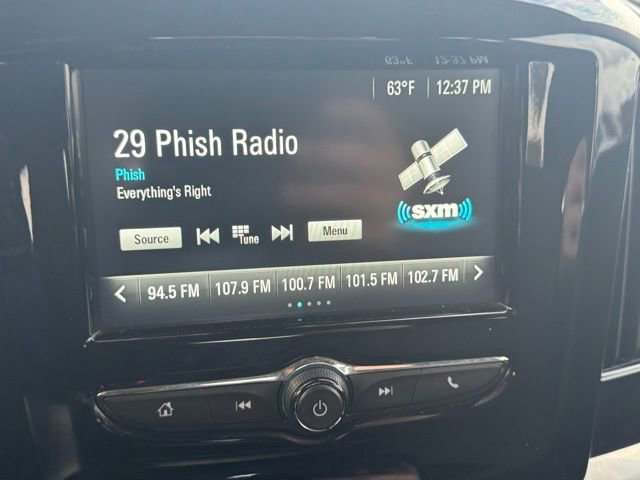 63°F 12:37 PM
29 Phish Radio
Phish
Everything's Right
sxm
Source Tune Menu
94.5 FM 107.9 FM 100.7 FM 101.5 FM 102.7 FM